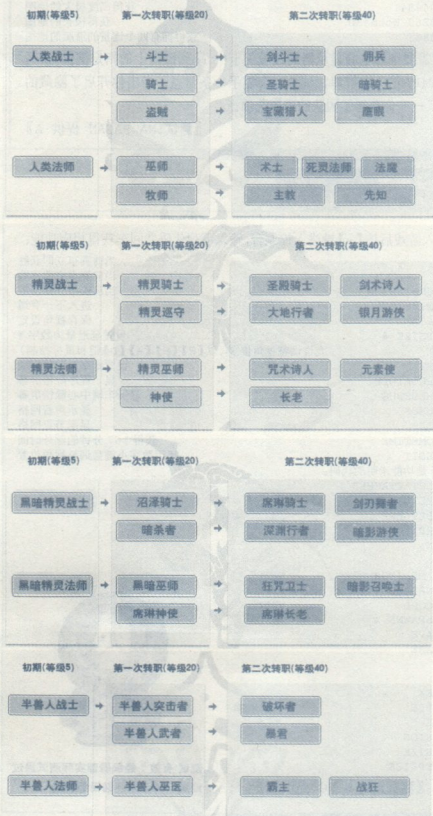 初期(等级5) 第一次转职(等级20) 第二次转职(等级40)
人类战士 斗士 剑斗士 佣兵
骑士 圣骑士 暗骑士
盗贼 宝藏猎人 鹰眼
人类法师 巫师 术士 死灵法师 法魔
牧师 主教 先知
初期(等级5) 第一次转职(等级20) 第二次转职(等级40)
精灵战士 精灵骑士 圣殿骑士 剑术诗人
精灵巡守 大地行者 银月游侠
精灵法师 精灵巫师 咒术诗人 元素使
神使 长老
初期(等级5) 第一次转职(等级20) 第二次转职(等级40)
黑暗精灵战士 沼泽骑士 席琳骑士 剑刃舞者
暗杀者 深渊行者 暗影游侠
黑暗精灵法师 黑暗巫师 狂咒卫士 暗影召唤士
席琳神使 席琳长老
初期(等级5) 第一次转职(等级20) 第二次转职(等级40)
半兽人战士 半兽人突击者 破坏者
半兽人武者 暴君
半兽人法师 半兽人巫医 霸主 战狂